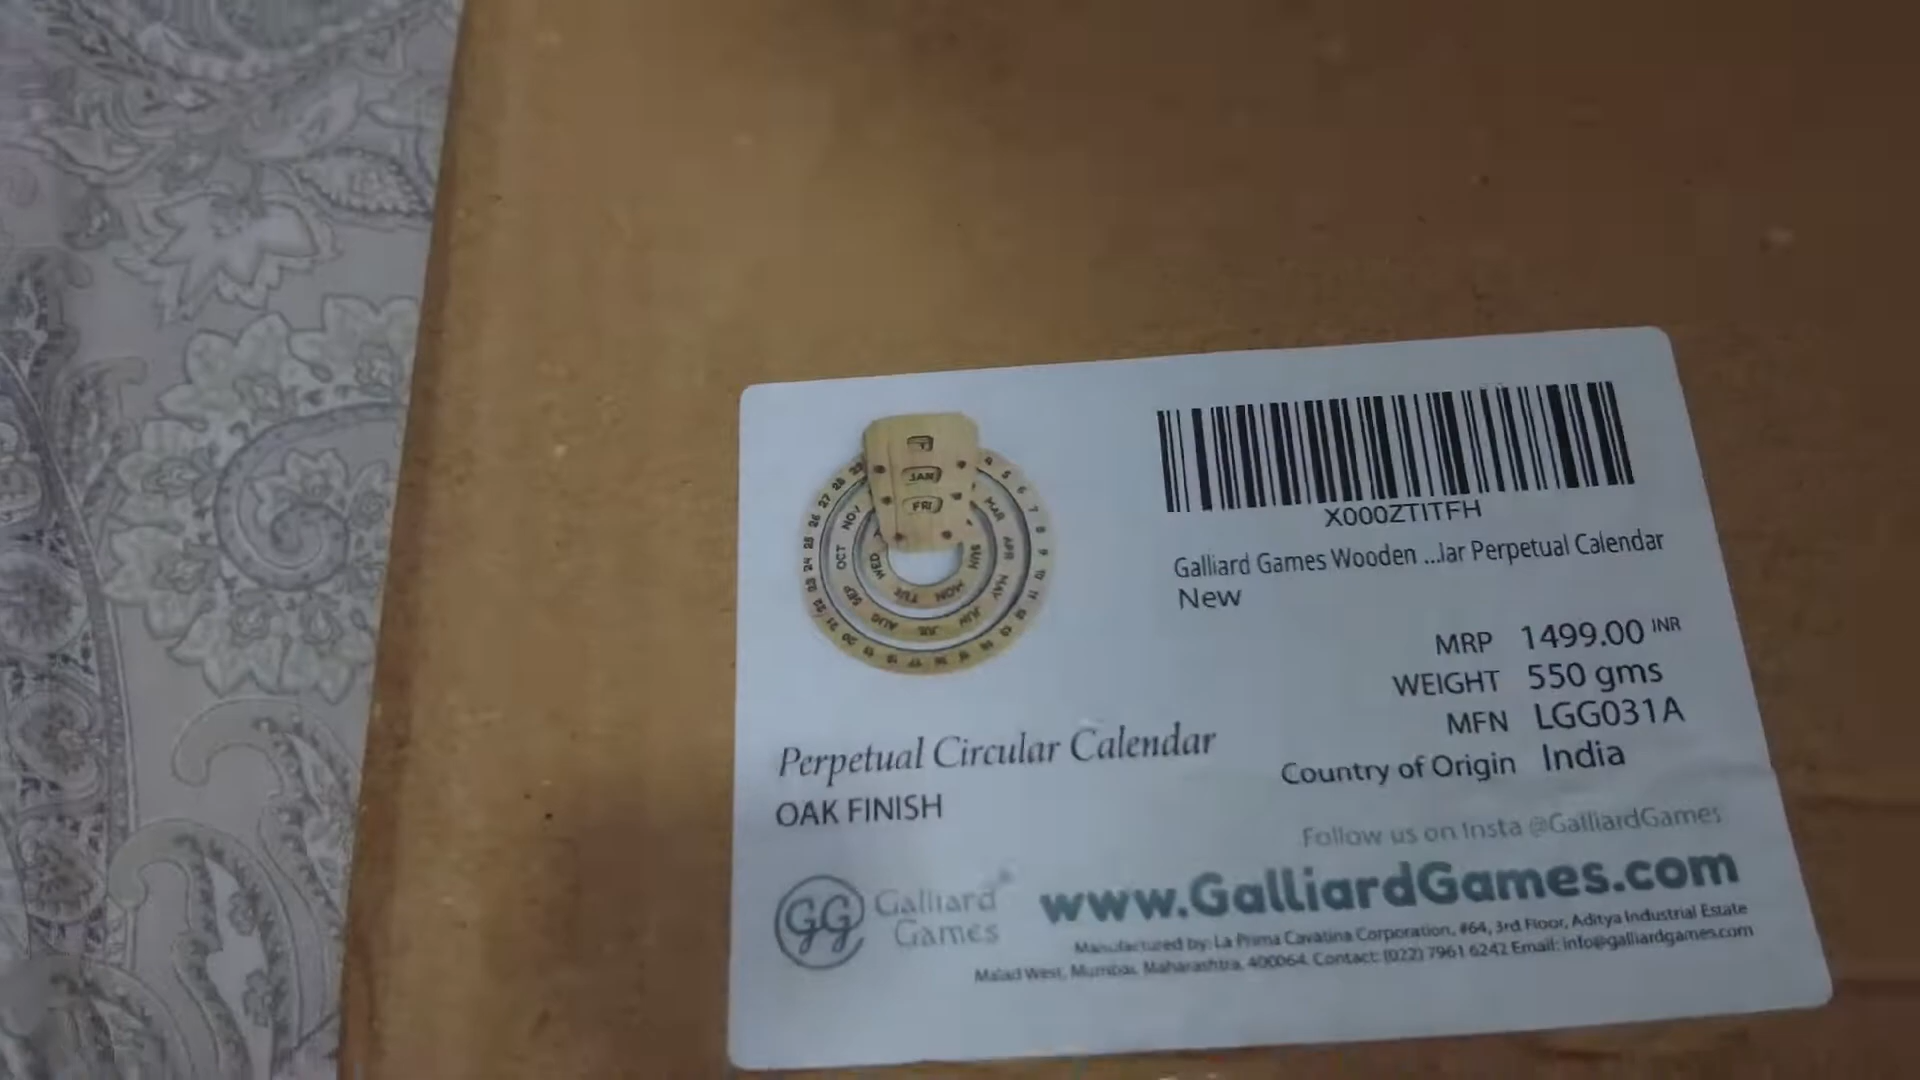 JAN
FRI
X000ZTITFH
Galliard Games Wooden ...lar Perpetual Calendar
New
MRP 1499.00 INR
WEIGHT 550 gms
MFN LGG031A
Country of Origin India
Perpetual Circular Calendar
OAK FINISH
Follow us on Insta @GalliardGames
GG Galliard Games
www.GalliardGames.com
Manufactured by: La Prima Cavatina Corporation, #64, 3rd Floor, Aditya Industrial Estate
Malad West, Mumbai, Maharashtra, 400064, Contact: (022) 7961 6242 Email: info@galliardgames.com